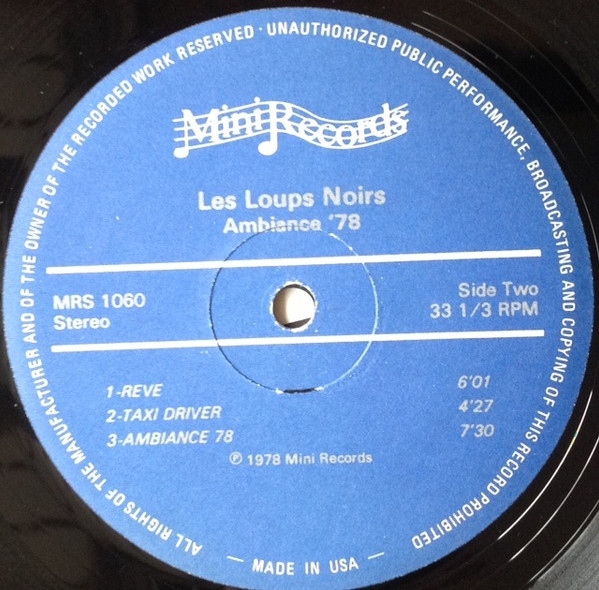 ALL RIGHTS OF THE MANUFACTURER AND OF THE OWNER OF THE RECORDED WORK RESERVED · UNAUTHORIZED PUBLIC PERFORMANCE, BROADCASTING AND COPYING OF THIS RECORD PROHIBITED
Mini Records
Les Loups Noirs
Ambiance '78
MRS 1060
Stereo
Side Two
33 1/3 RPM
1-REVE 6'01
2-TAXI DRIVER 4'27
3-AMBIANCE 78 7'30
℗ 1978 Mini Records
— MADE IN USA —